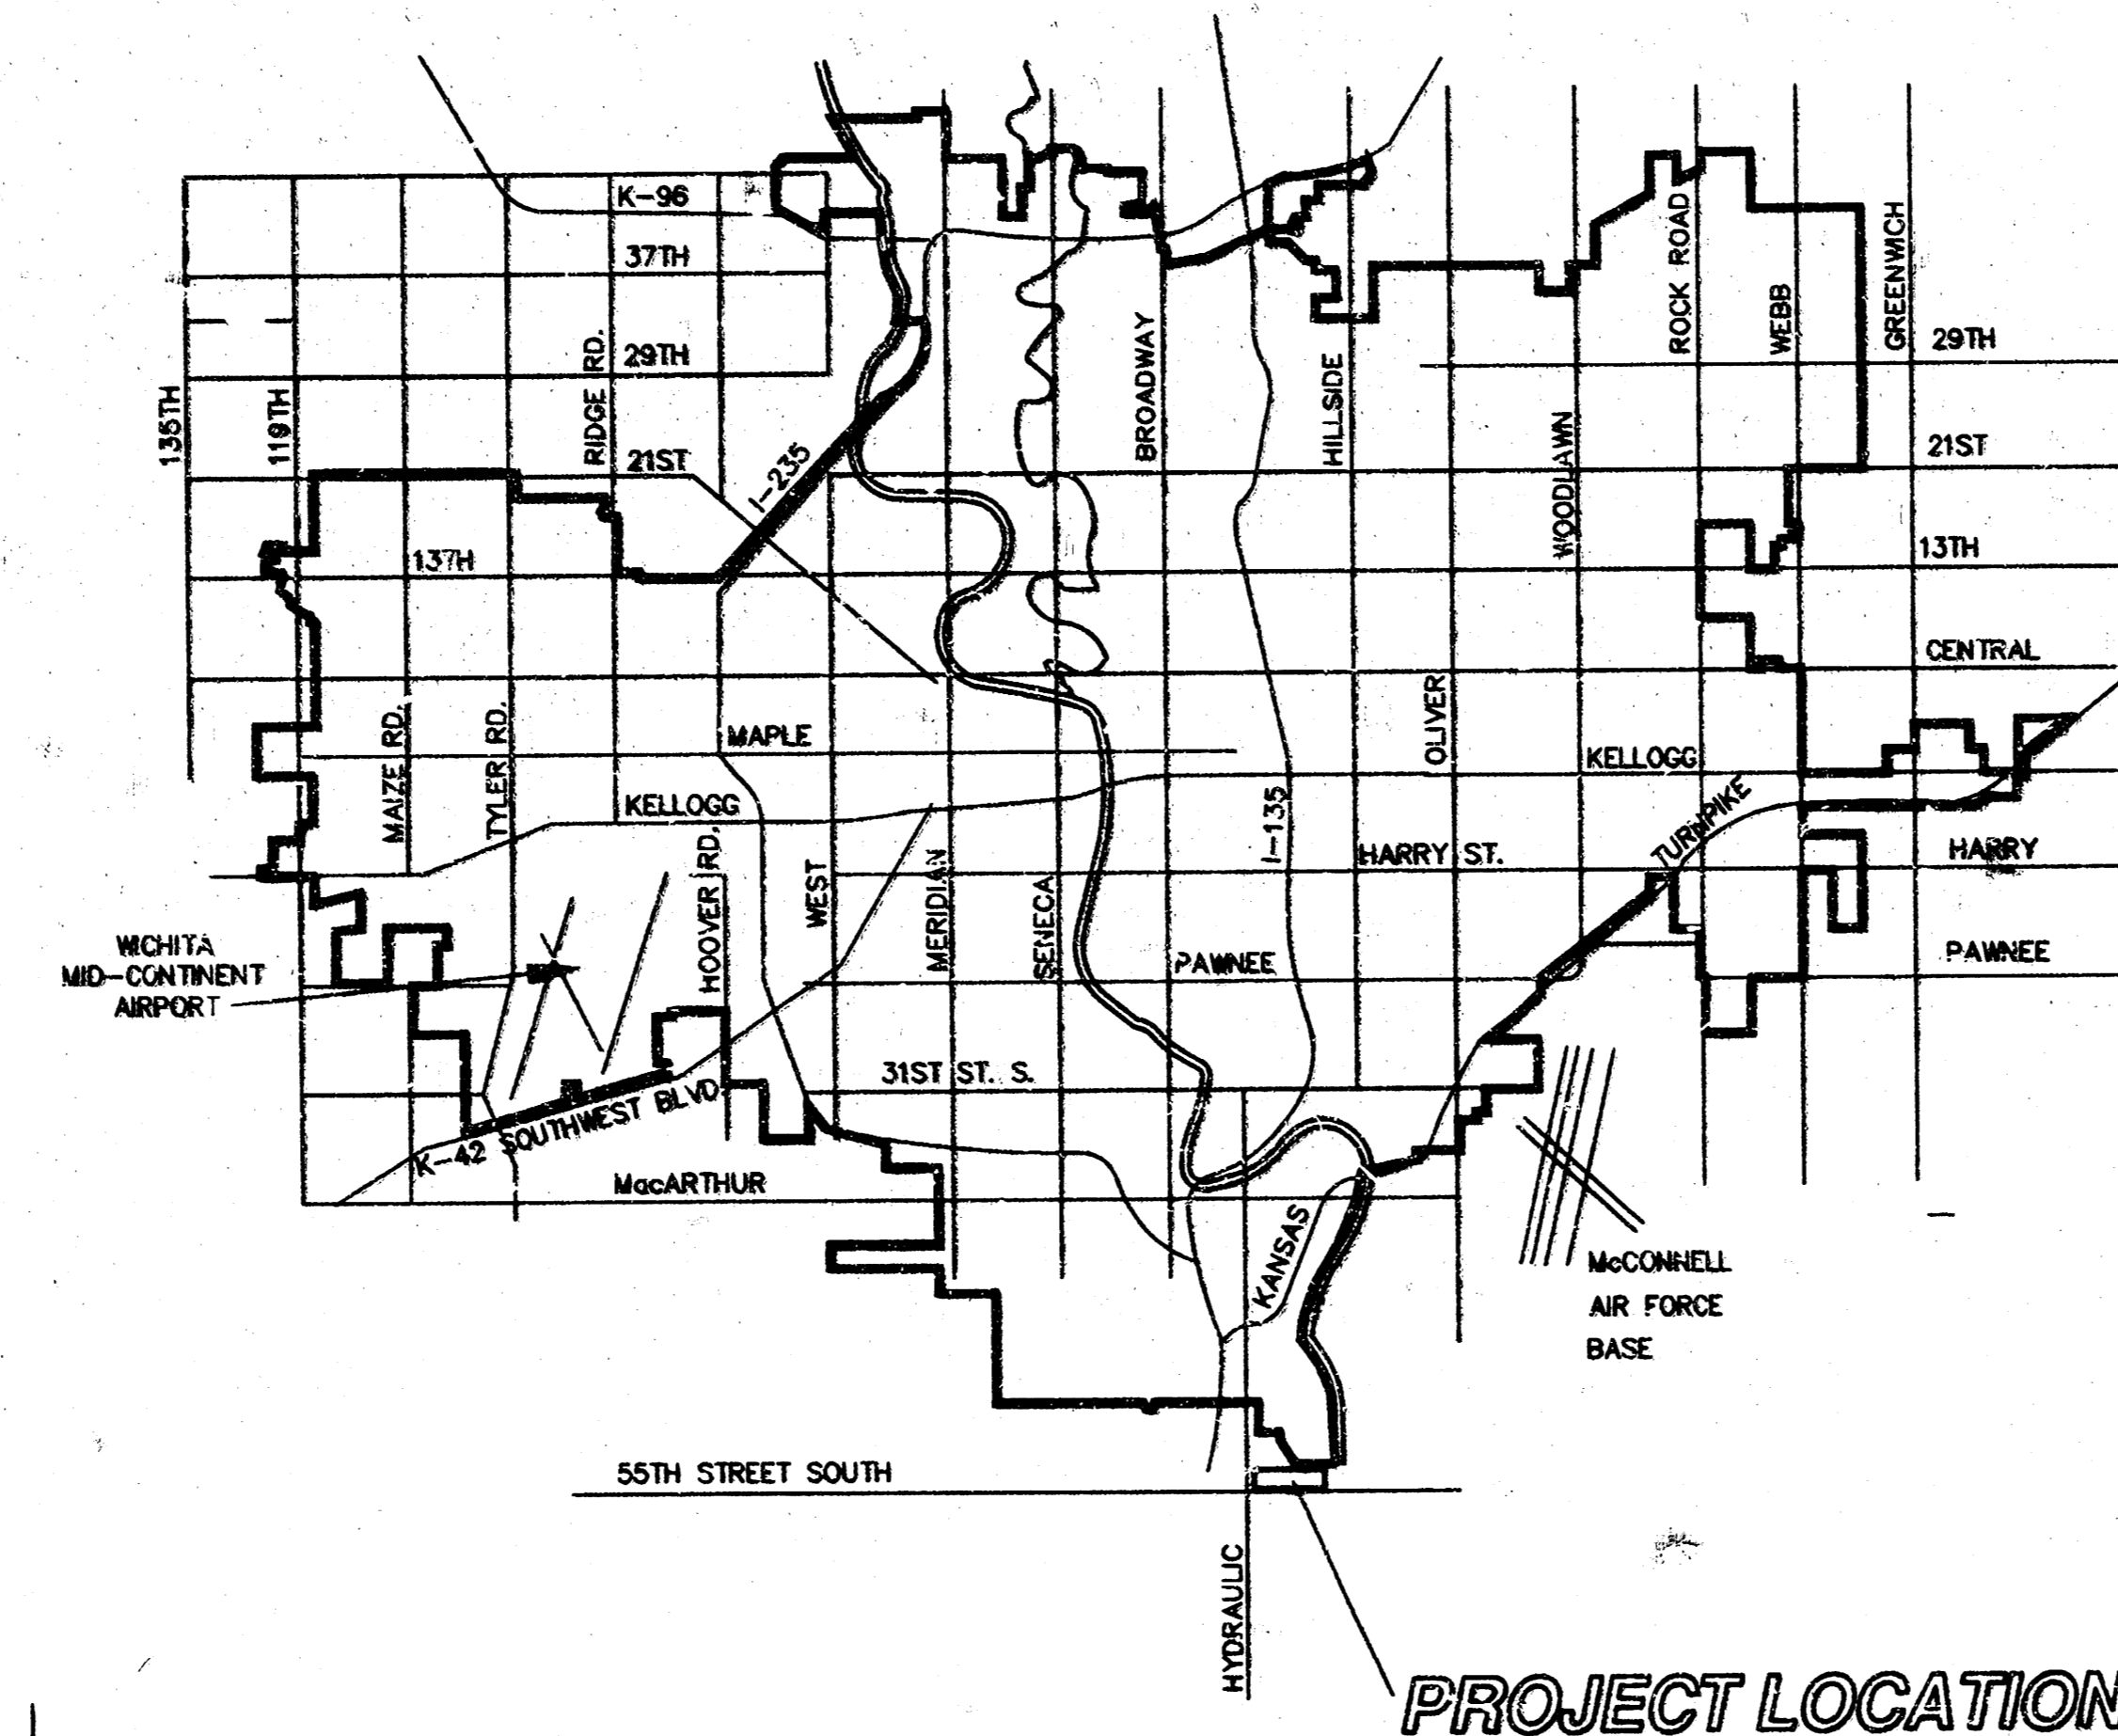 K-96
37TH
29TH
RIDGE RD.
135TH
119TH
21ST
I-235
13TH
BROADWAY
HILLSIDE
WOODLAWN
ROCK ROAD
WEBB
GREENWICH
29TH
21ST
13TH
CENTRAL
MAIZE RD.
TYLER RD.
MAPLE
KELLOGG
HOOVER RD.
WEST
MERIDIAN
SENECA
I-135
OLIVER
KELLOGG
TURNPIKE
HARRY ST.
HARRY
PAWNEE
PAWNEE
WICHITA
MID-CONTINENT
AIRPORT
31ST ST. S.
K-42 SOUTHWEST BLVD.
MacARTHUR
KANSAS
McCONNELL
AIR FORCE
BASE
55TH STREET SOUTH
HYDRAULIC
PROJECT LOCATION